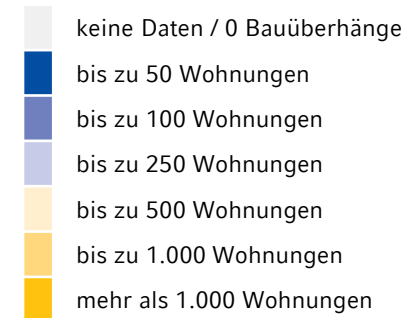 keine Daten / 0 Bauüberhänge
bis zu 50 Wohnungen
bis zu 100 Wohnungen
bis zu 250 Wohnungen
bis zu 500 Wohnungen
bis zu 1.000 Wohnungen
mehr als 1.000 Wohnungen